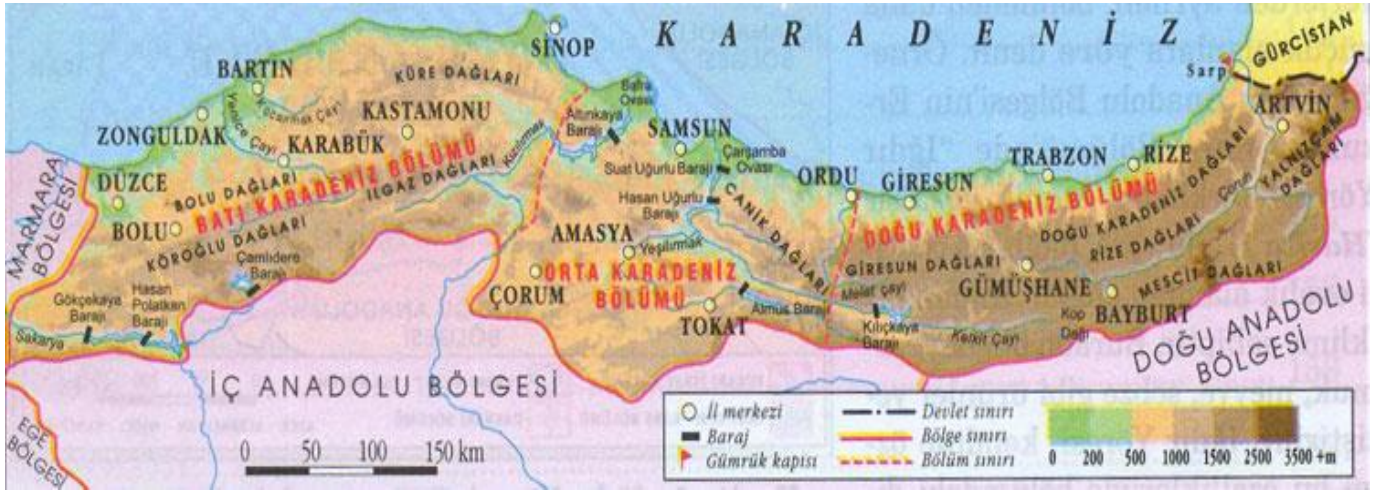 KARADENİZ
SİNOP
GÜRCİSTAN
Sarp
BARTIN
KÜRE DAĞLARI
Bafra
Ovası
ARTVİN
Kocaırmak Çayı
KASTAMONU
Altınkaya
Barajı
ZONGULDAK
Yenice Çayı
KARABÜK
Kızılırmak
SAMSUN
Çarşamba
Ovası
Suat Uğurlu Barajı
TRABZON
RİZE
YALNIZÇAM
DAĞLARI
MARMARA
BÖLGESİ
DÜZCE
BOLU DAĞLARI
BATI KARADENİZ BÖLÜMÜ
ILGAZ DAĞLARI
Hasan Uğurlu
Barajı
CANİK DAĞLARI
ORDU
GİRESUN
DOĞU KARADENİZ BÖLÜMÜ
DOĞU KARADENİZ DAĞLARI
Çoruh
BOLU
KÖROĞLU DAĞLARI
AMASYA
Yeşilırmak
RİZE DAĞLARI
Çamlıdere
Barajı
ÇORUM
ORTA KARADENİZ
BÖLÜMÜ
GİRESUN DAĞLARI
GÜMÜŞHANE
MESCİT DAĞLARI
Gökçekaya
Barajı
Hasan
Polatkan
Barajı
Almus Barajı
Melet çayı
BAYBURT
Sakarya
TOKAT
Kılıçkaya
Barajı
Kelkit Çayı
Kop
Dağı
DOĞU ANADOLU
BÖLGESİ
İÇ ANADOLU BÖLGESİ
EGE
BÖLGESİ
0 50 100 150 km
İl merkezi
Baraj
Gümrük kapısı
Devlet sınırı
Bölge sınırı
Bölüm sınırı
0 200 500 1000 1500 2500 3500 +m